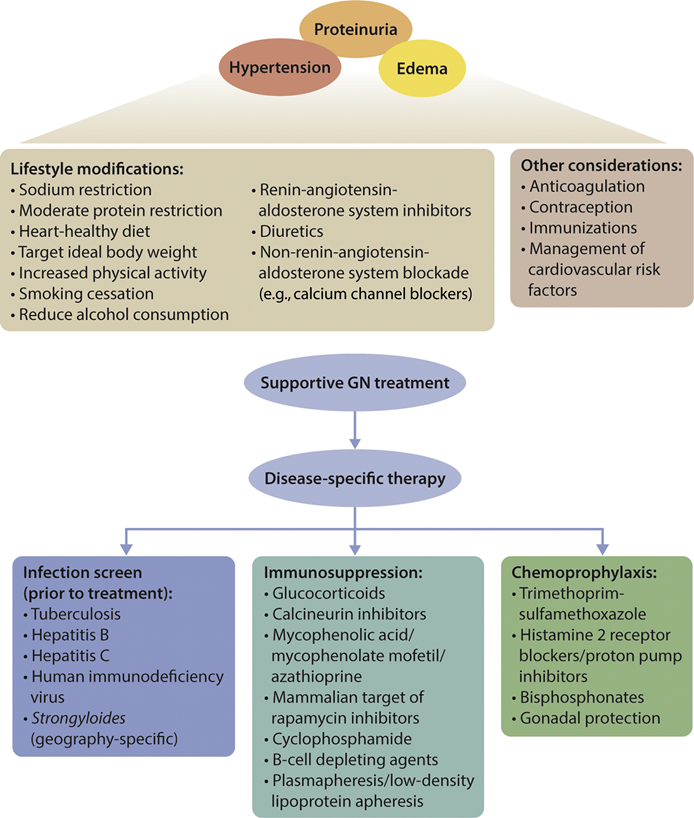 Proteinuria
Hypertension
Edema
Lifestyle modifications:
• Sodium restriction
• Moderate protein restriction
• Heart-healthy diet
• Target ideal body weight
• Increased physical activity
• Smoking cessation
• Reduce alcohol consumption
• Renin-angiotensin-
aldosterone system inhibitors
• Diuretics
• Non-renin-angiotensin-
aldosterone system blockade
(e.g., calcium channel blockers)
Other considerations:
• Anticoagulation
• Contraception
• Immunizations
• Management of
cardiovascular risk
factors
Supportive GN treatment
Disease-specific therapy
Infection screen
(prior to treatment):
• Tuberculosis
• Hepatitis B
• Hepatitis C
• Human immunodeficiency
virus
• Strongyloides
(geography-specific)
Immunosuppression:
• Glucocorticoids
• Calcineurin inhibitors
• Mycophenolic acid/
mycophenolate mofetil/
azathioprine
• Mammalian target of
rapamycin inhibitors
• Cyclophosphamide
• B-cell depleting agents
• Plasmapheresis/low-density
lipoprotein apheresis
Chemoprophylaxis:
• Trimethoprim-
sulfamethoxazole
• Histamine 2 receptor
blockers/proton pump
inhibitors
• Bisphosphonates
• Gonadal protection